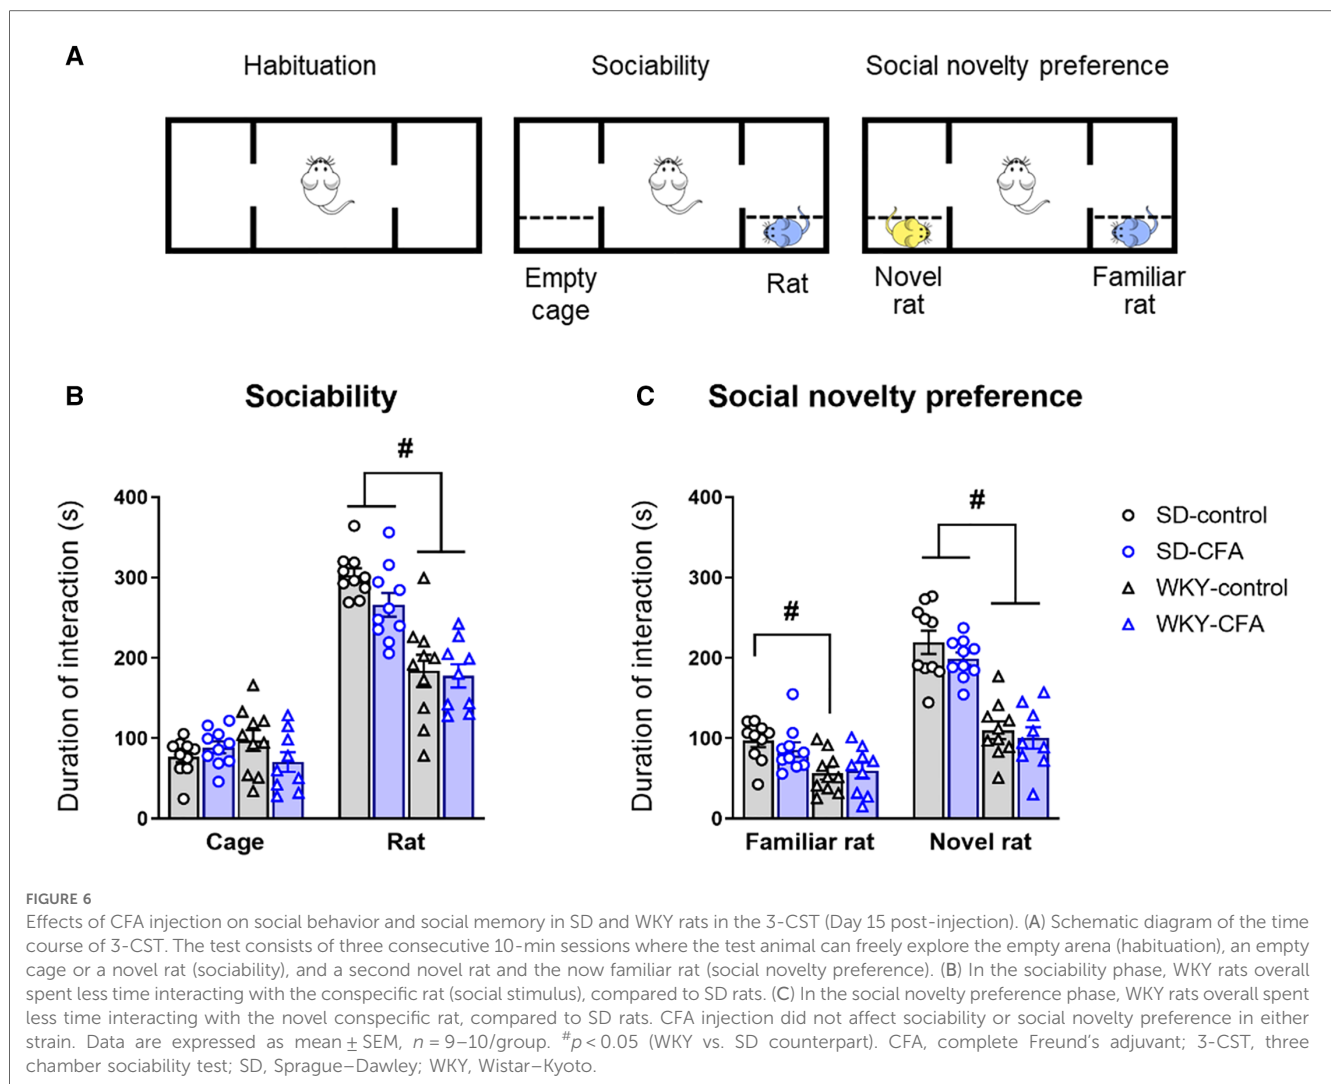 A
Habituation
Sociability
Social novelty preference
Empty
cage
Rat
Novel
rat
Familiar
rat
B
Sociability
#
Duration of interaction (s)
400
300
200
100
0
Cage
Rat
C
Social novelty preference
#
#
Duration of interaction (s)
400
300
200
100
0
Familiar rat
Novel rat
SD-control
SD-CFA
WKY-control
WKY-CFA
FIGURE 6
Effects of CFA injection on social behavior and social memory in SD and WKY rats in the 3-CST (Day 15 post-injection). (A) Schematic diagram of the time
course of 3-CST. The test consists of three consecutive 10-min sessions where the test animal can freely explore the empty arena (habituation), an empty
cage or a novel rat (sociability), and a second novel rat and the now familiar rat (social novelty preference). (B) In the sociability phase, WKY rats overall
spent less time interacting with the conspecific rat (social stimulus), compared to SD rats. (C) In the social novelty preference phase, WKY rats overall spent
less time interacting with the novel conspecific rat, compared to SD rats. CFA injection did not affect sociability or social novelty preference in either
strain. Data are expressed as mean ± SEM, n = 9–10/group. #p < 0.05 (WKY vs. SD counterpart). CFA, complete Freund's adjuvant; 3-CST, three
chamber sociability test; SD, Sprague–Dawley; WKY, Wistar–Kyoto.